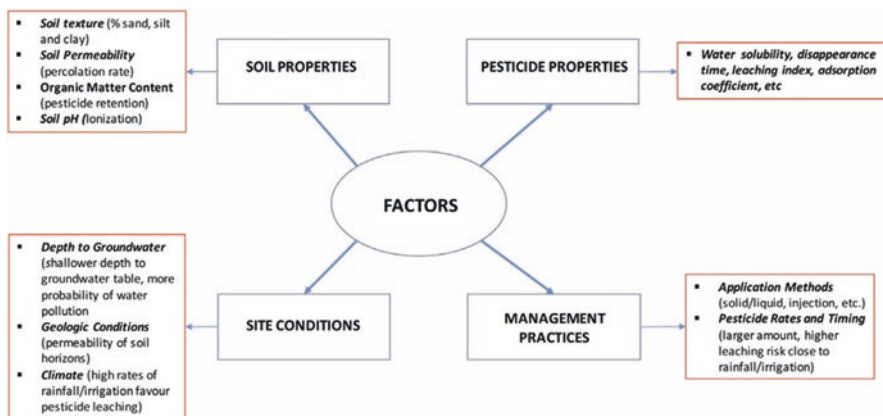 ▪ Soil texture (% sand, silt
and clay)
▪ Soil Permeability
(percolation rate)
▪ Organic Matter Content
(pesticide retention)
▪ Soil pH (Ionization)
SOIL PROPERTIES
PESTICIDE PROPERTIES
▪ Water solubility, disappearance
time, leaching index, adsorption
coefficient, etc
FACTORS
▪ Depth to Groundwater
(shallower depth to
groundwater table, more
probability of water
pollution
▪ Geologic Conditions
(permeability of soil
horizons)
▪ Climate (high rates of
rainfall/irrigation favour
pesticide leaching)
SITE CONDITIONS
MANAGEMENT
PRACTICES
▪ Application Methods
(solid/liquid, injection, etc.)
▪ Pesticide Rates and Timing
(larger amount, higher
leaching risk close to
rainfall/irrigation)